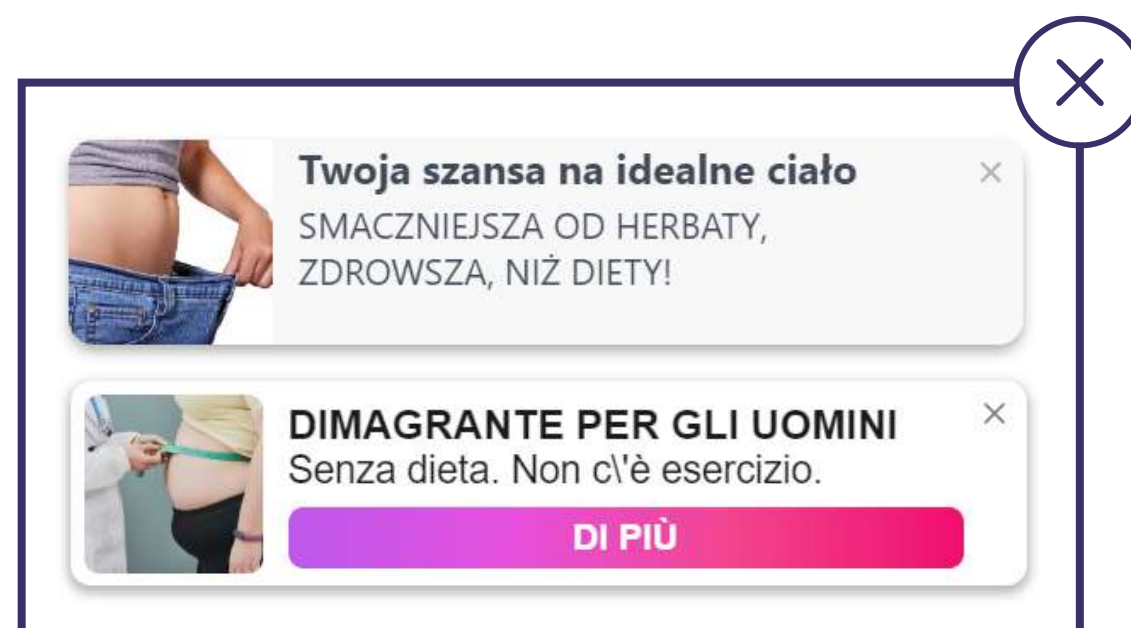 Twoja szansa na idealne ciało
SMACZNIEJSZA OD HERBATY,
ZDROWSZA, NIŻ DIETY!
DIMAGRANTE PER GLI UOMINI
Senza dieta. Non c\'è esercizio.
DI PIÙ